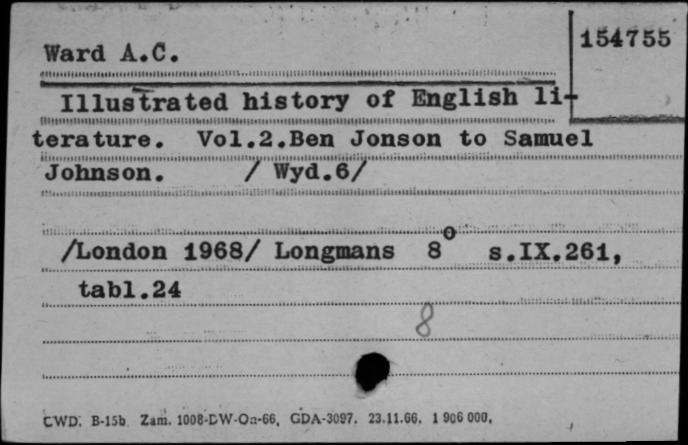 154755
Ward A.C.
Illustrated history of English li-
terature. Vol.2.Ben Jonson to Samuel
Johnson. / Wyd.6/
/London 1968/ Longmans 8º s.IX.261,
tabl.24
8
CWD. B-15b Zam. 1008-DW-Oa-66, GDA-3097. 23.11.66. 1 906 000.